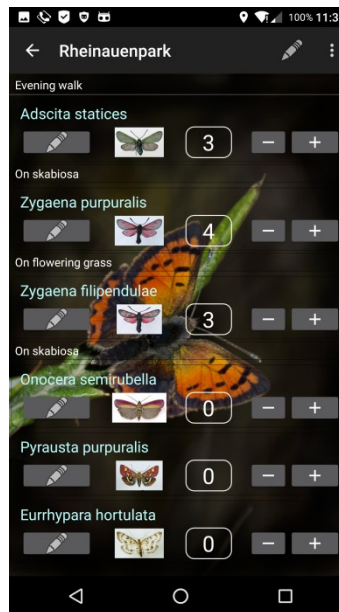 100% 11:3
Rheinauenpark
Evening walk
Adscita statices
3
− +
On skabiosa
Zygaena purpuralis
4
− +
On flowering grass
Zygaena filipendulae
3
− +
On skabiosa
Onocera semirubella
0
− +
Pyrausta purpuralis
0
− +
Eurrhypara hortulata
0
− +